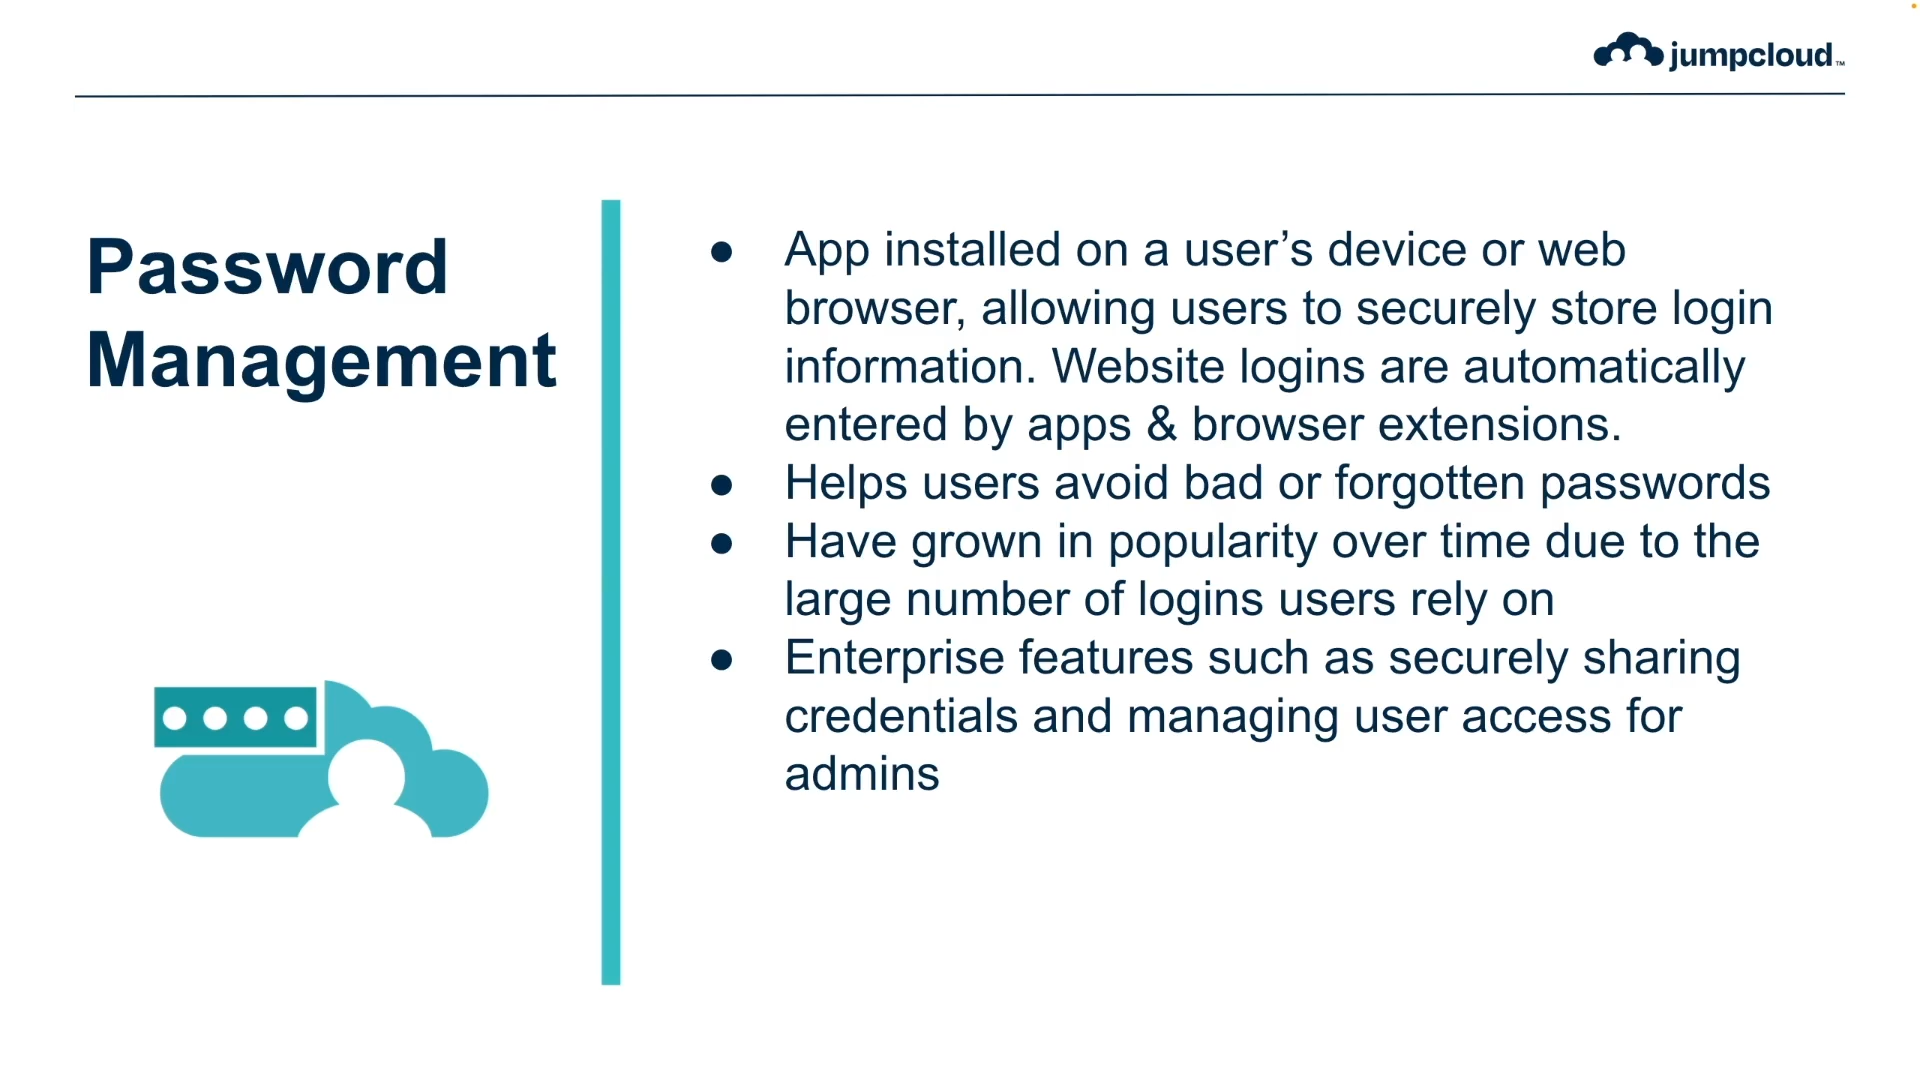 jumpcloud™
Password
Management
● App installed on a user’s device or web
browser, allowing users to securely store login
information. Website logins are automatically
entered by apps & browser extensions.
● Helps users avoid bad or forgotten passwords
● Have grown in popularity over time due to the
large number of logins users rely on
● Enterprise features such as securely sharing
credentials and managing user access for
admins